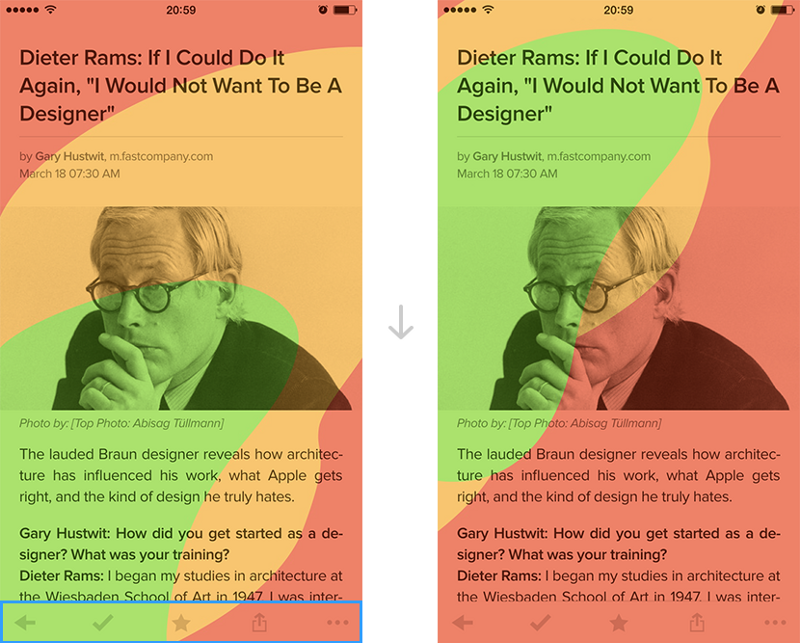 20:59
Dieter Rams: If I Could Do It
Again, "I Would Not Want To Be A
Designer"
by Gary Hustwit, m.fastcompany.com
March 18 07:30 AM
Photo by: [Top Photo: Abisag Tüllmann]
The lauded Braun designer reveals how architec-
ture has influenced his work, what Apple gets
right, and the kind of design he truly hates.
Gary Hustwit: How did you get started as a de-
signer? What was your training?
Dieter Rams: I began my studies in architecture at
the Wiesbaden School of Art in 1947. I was inter-
20:59
Dieter Rams: If I Could Do It
Again, "I Would Not Want To Be A
Designer"
by Gary Hustwit, m.fastcompany.com
March 18 07:30 AM
Photo by: [Top Photo: Abisag Tüllmann]
The lauded Braun designer reveals how architec-
ture has influenced his work, what Apple gets
right, and the kind of design he truly hates.
Gary Hustwit: How did you get started as a de-
signer? What was your training?
Dieter Rams: I began my studies in architecture at
the Wiesbaden School of Art in 1947. I was inter-